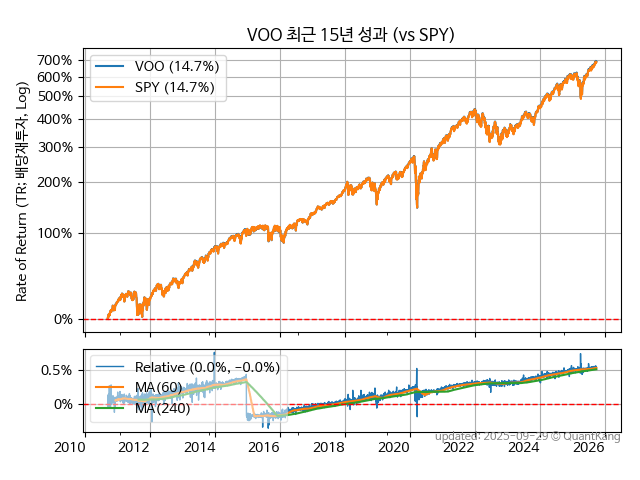 VOO 최근 15년 성과 (vs SPY)
Rate of Return (TR; 배당재투자, Log)
700%
600%
500%
400%
300%
200%
100%
0%
VOO (14.7%)
SPY (14.7%)
0.5%
0%
Relative (0.0%, −0.0%)
MA(60)
MA(240)
2010 2012 2014 2016 2018 2020 2022 2024 2026
updated: 2025-09-29 © QuantKang